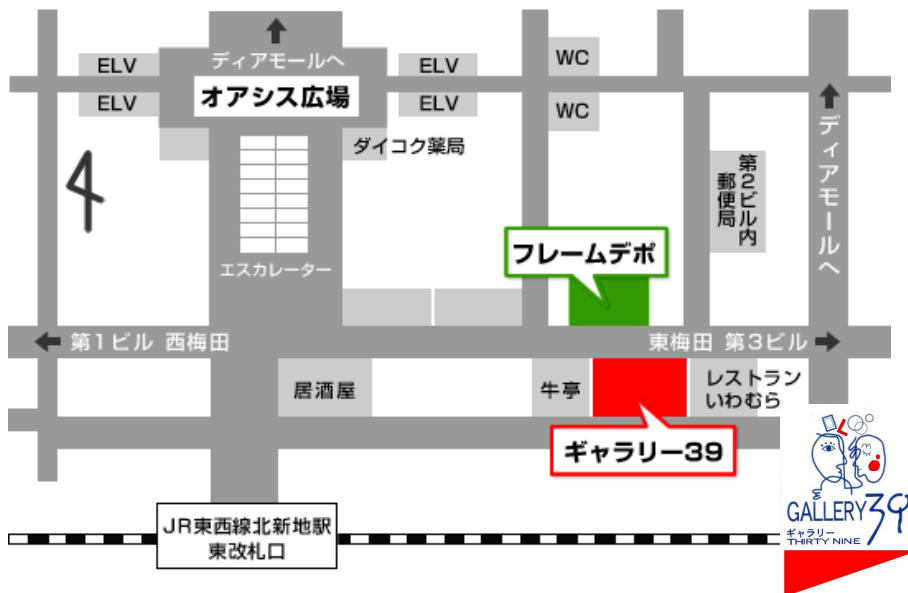 ディアモールへ
オアシス広場
ELV
ELV
ELV
ELV
WC
WC
ダイコク薬局
ディアモールへ
第2ビル内
郵便局
フレームデポ
エスカレーター
第1ビル 西梅田
東梅田 第3ビル
居酒屋
牛亭
レストラン
いわむら
ギャラリー39
JR東西線北新地駅
東改札口
GALLERY 39
ギャラリー
THIRTY NINE